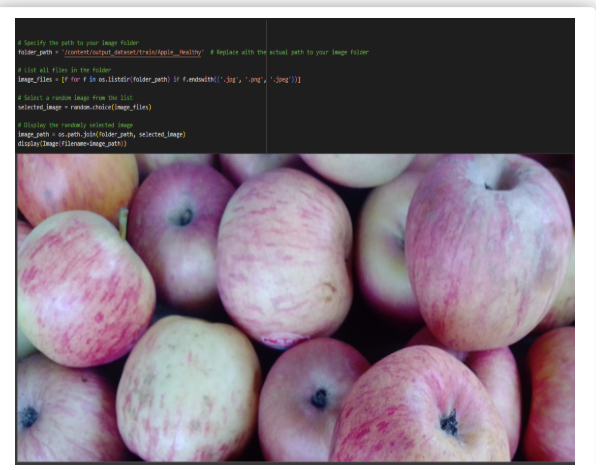 # Specify the path to your image folder
folder_path = '/content/output_dataset/train/Apple__Healthy'  # Replace with the actual path to your image folder
# List all files in the folder
image_files = [f for f in os.listdir(folder_path) if f.endswith(('.jpg', '.png', '.jpeg'))]
# Select a random image from the list
selected_image = random.choice(image_files)
# Display the randomly selected image
image_path = os.path.join(folder_path, selected_image)
display(Image(filename=image_path))